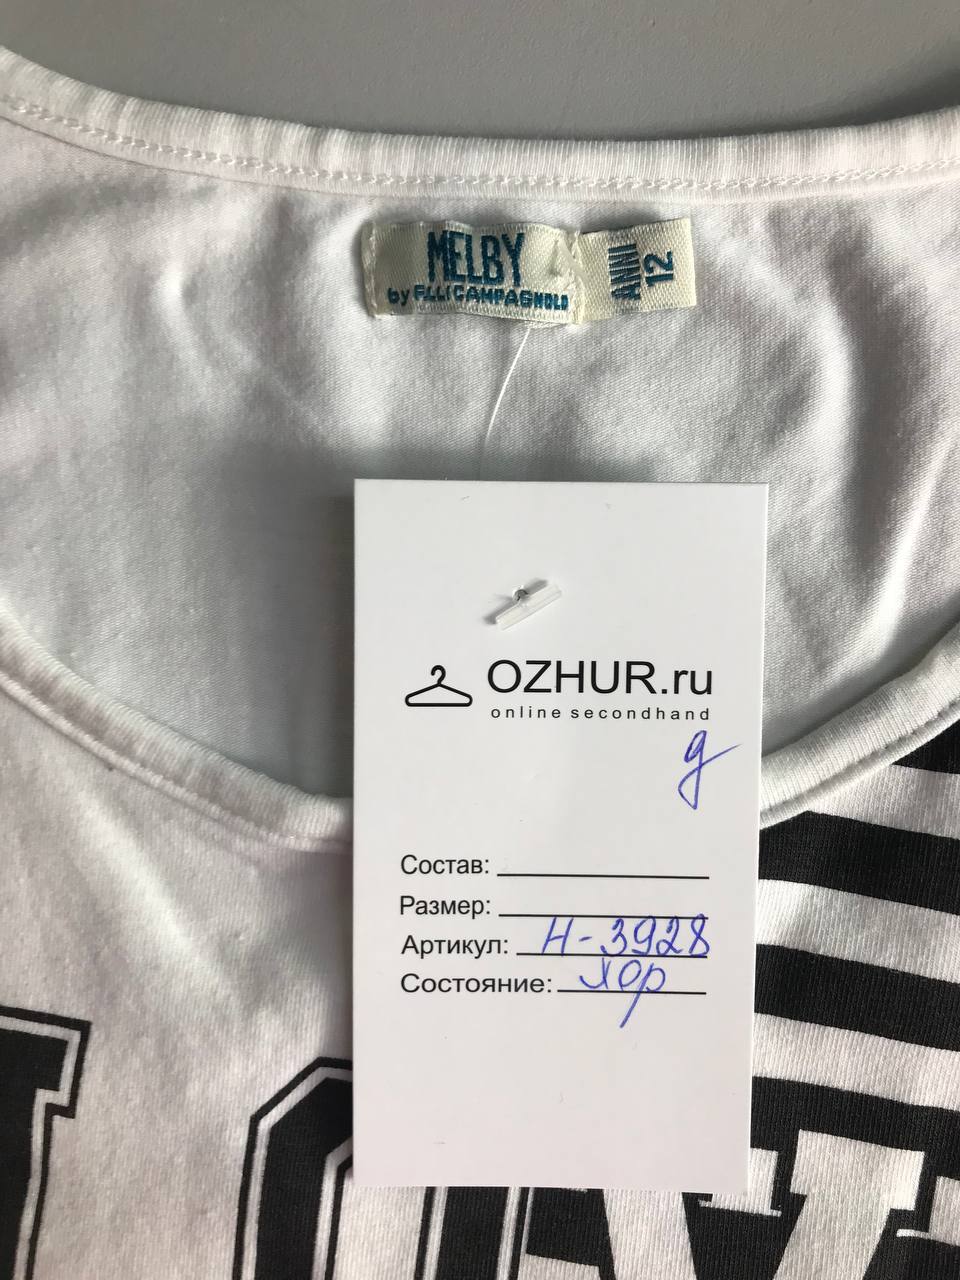 MELBY
by F.LLI CAMPAGNOLO
ANNI
12
OZHUR.ru
online secondhand
д
Состав:
Размер:
Артикул: Н-3928
Состояние: хор